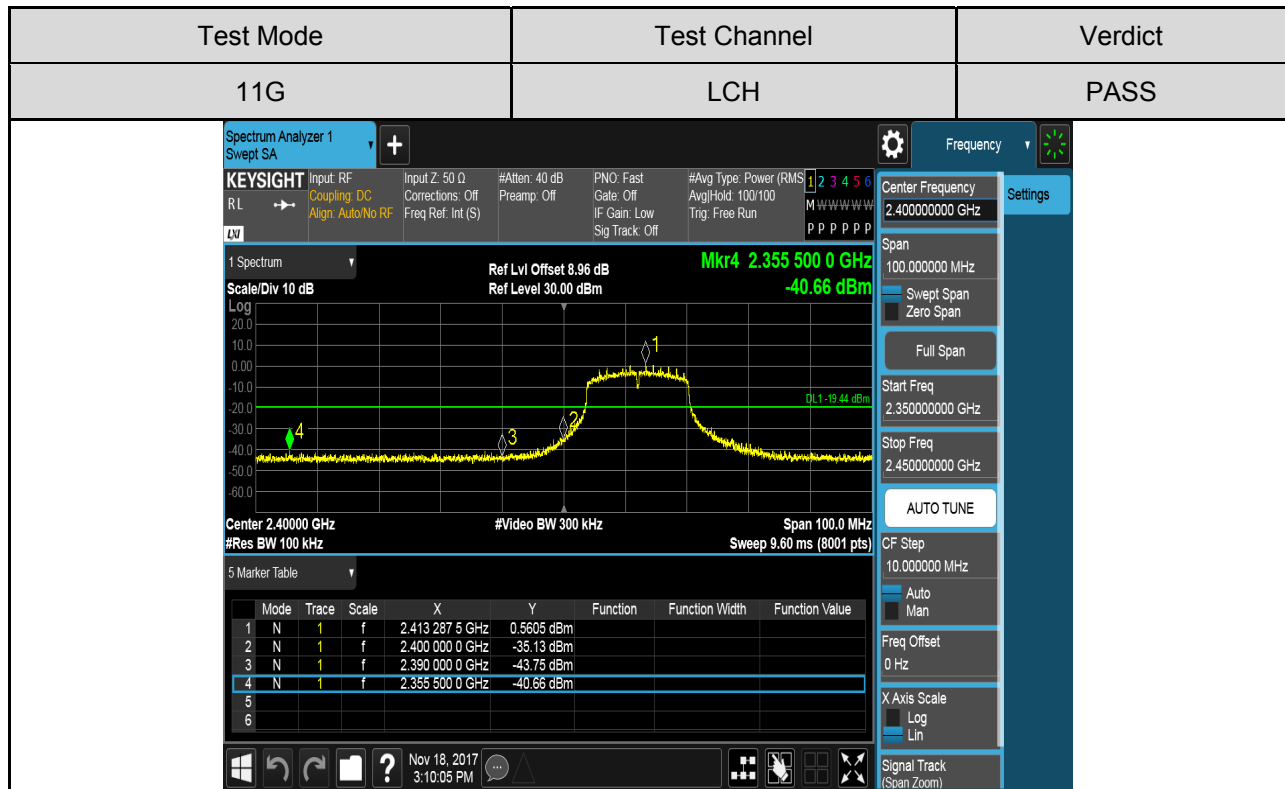 Test Mode Test Channel Verdict
11G LCH PASS
Spectrum Analyzer 1
Swept SA
+
Frequency
KEYSIGHT
RL
LXI
Input: RF
Coupling: DC
Align: Auto/No RF
Input Z: 50 Ω
Corrections: Off
Freq Ref: Int (S)
#Atten: 40 dB
Preamp: Off
PNO: Fast
Gate: Off
IF Gain: Low
Sig Track: Off
#Avg Type: Power (RMS
Avg|Hold: 100/100
Trig: Free Run
1 2 3 4 5 6
M W W W W W
P P P P P P
1 Spectrum
Scale/Div 10 dB
Ref Lvl Offset 8.96 dB
Ref Level 30.00 dBm
Mkr4 2.355 500 0 GHz
-40.66 dBm
Log
20.0
10.0
0.00
-10.0
-20.0
-30.0
-40.0
-50.0
-60.0
1
2
3
4
DL1 -19.44 dBm
Center 2.40000 GHz
#Res BW 100 kHz
#Video BW 300 kHz
Span 100.0 MHz
Sweep 9.60 ms (8001 pts)
5 Marker Table
Mode Trace Scale X Y Function Function Width Function Value
1 N 1 f 2.413 287 5 GHz 0.5605 dBm
2 N 1 f 2.400 000 0 GHz -35.13 dBm
3 N 1 f 2.390 000 0 GHz -43.75 dBm
4 N 1 f 2.355 500 0 GHz -40.66 dBm
5
6
?
Nov 18, 2017
3:10:05 PM
Center Frequency
2.400000000 GHz
Settings
Span
100.000000 MHz
Swept Span
Zero Span
Full Span
Start Freq
2.350000000 GHz
Stop Freq
2.450000000 GHz
AUTO TUNE
CF Step
10.000000 MHz
Auto
Man
Freq Offset
0 Hz
X Axis Scale
Log
Lin
Signal Track
(Span Zoom)